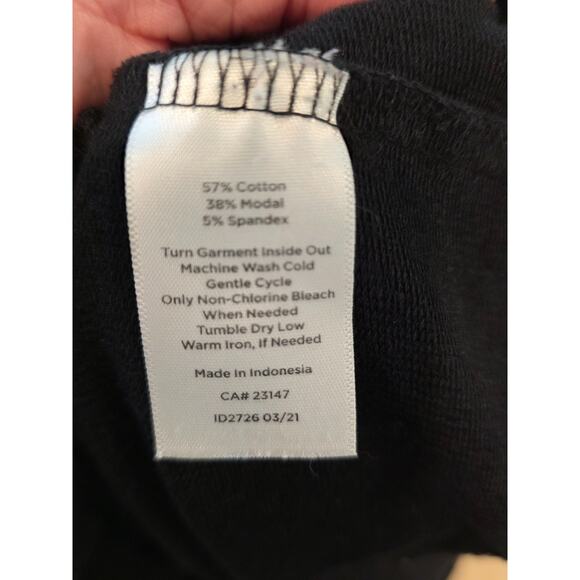 57% Cotton
38% Modal
5% Spandex
Turn Garment Inside Out
Machine Wash Cold
Gentle Cycle
Only Non-Chlorine Bleach
When Needed
Tumble Dry Low
Warm Iron, If Needed
Made in Indonesia
CA# 23147
ID2726 03/21